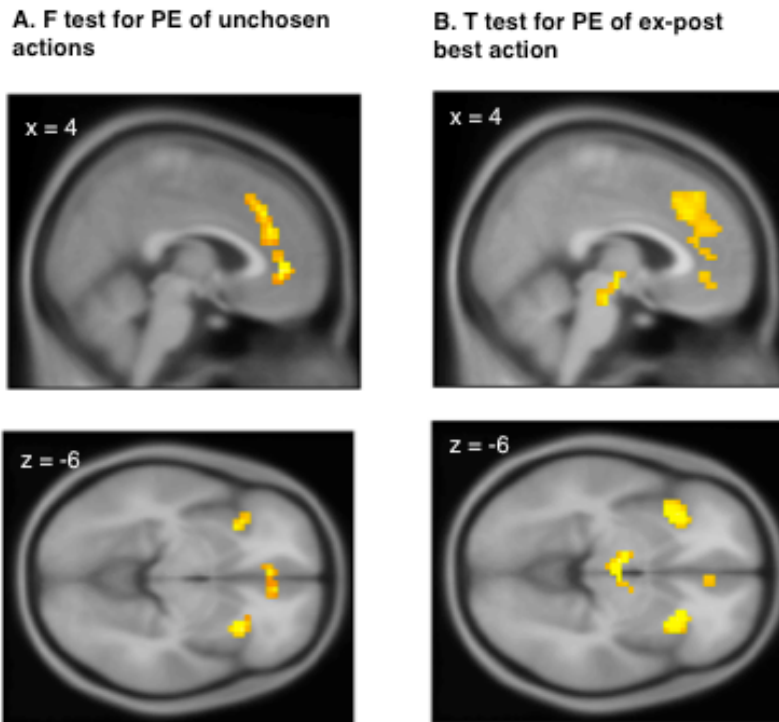 A. F test for PE of unchosen
actions
B. T test for PE of ex-post
best action
x = 4
x = 4
z = -6
z = -6